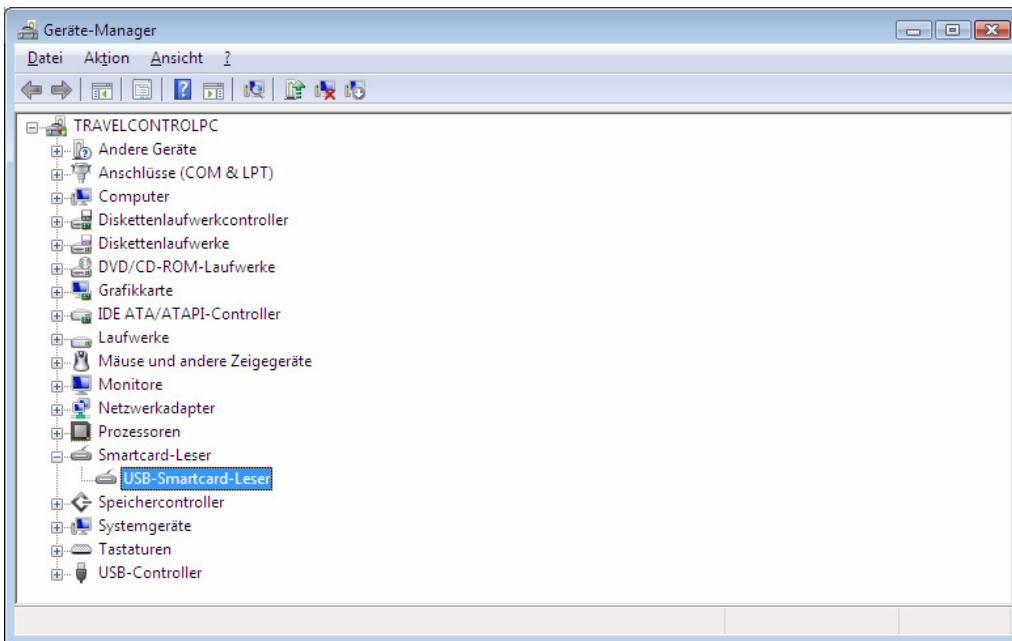 Geräte-Manager
Datei Aktion Ansicht ?
TRAVELCONTROLPC
Andere Geräte
Anschlüsse (COM & LPT)
Computer
Diskettenlaufwerkcontroller
Diskettenlaufwerke
DVD/CD-ROM-Laufwerke
Grafikkarte
IDE ATA/ATAPI-Controller
Laufwerke
Mäuse und andere Zeigegeräte
Monitore
Netzwerkadapter
Prozessoren
Smartcard-Leser
USB-Smartcard-Leser
Speichercontroller
Systemgeräte
Tastaturen
USB-Controller